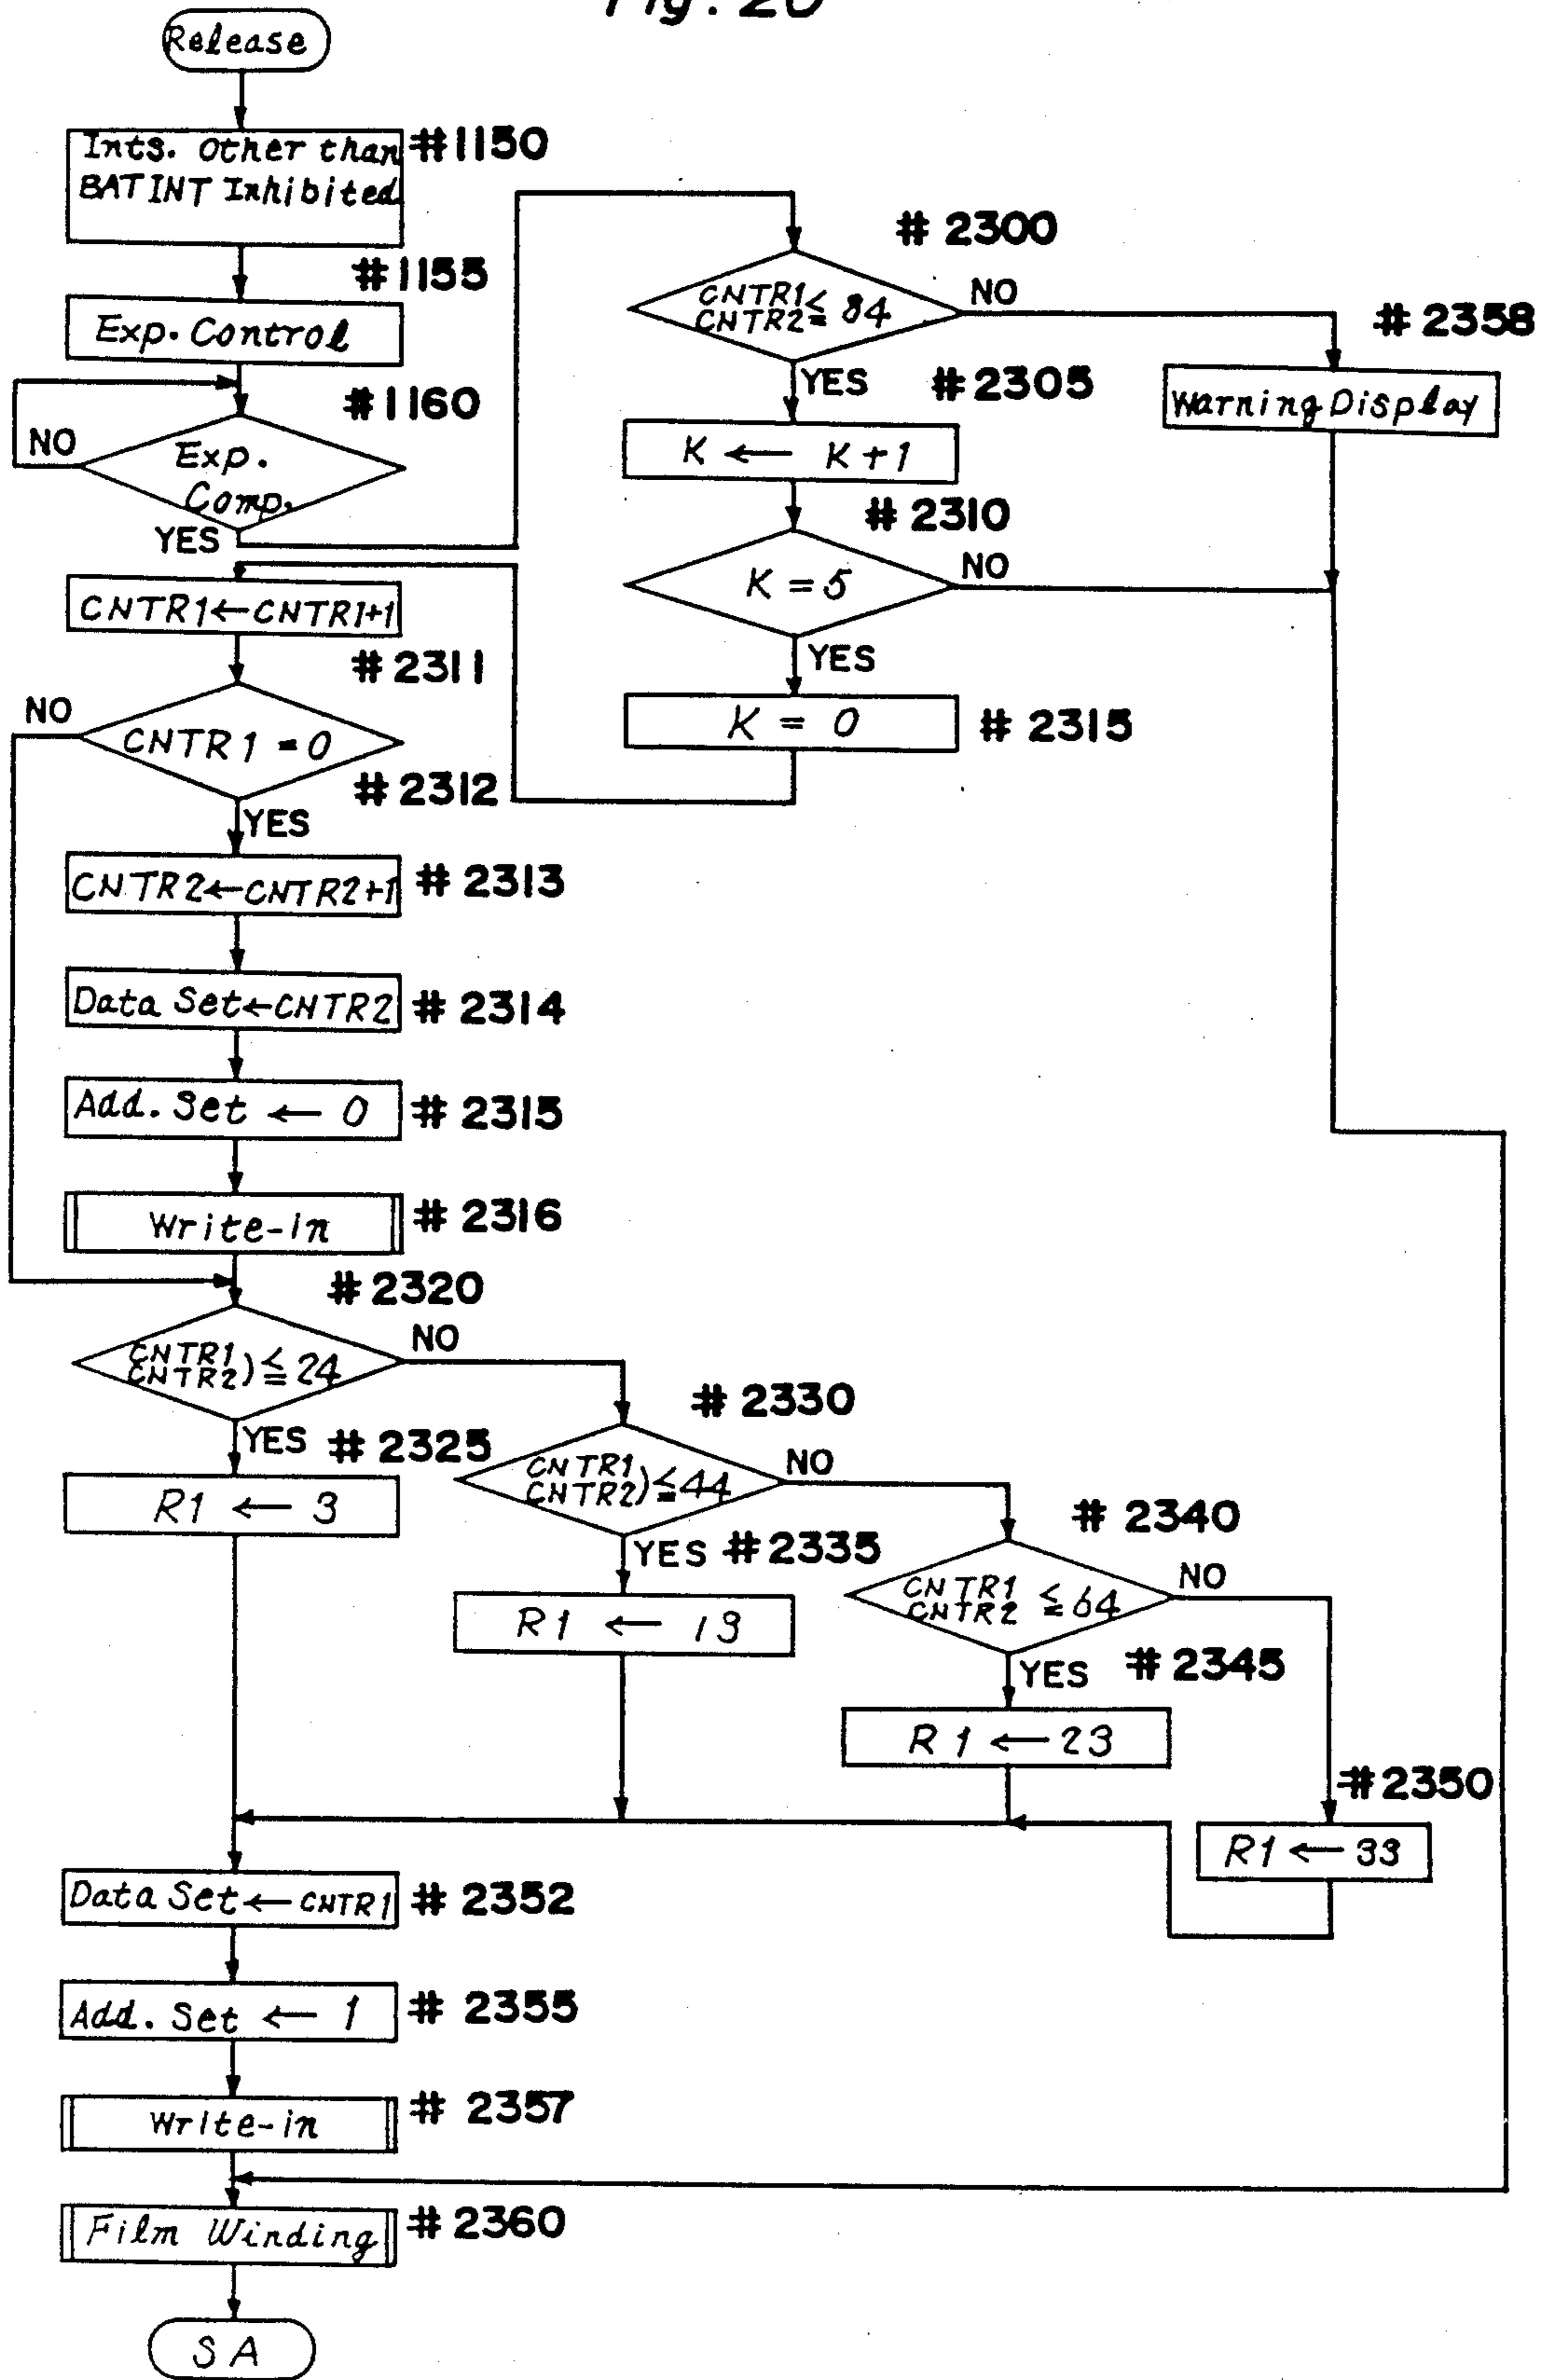 Fig. 20
Release
Ints. Other than
BATINT Inhibited
#1150
#1155
Exp. Control
#1160
Exp.
Comp.
NO
YES
# 2300
CNTR1
CNTR2 ≦ 84
NO
YES
# 2358
Warning Display
# 2305
K ← K+1
# 2310
K = 5
NO
YES
K = 0
# 2315
CNTR1←CNTR1+1
# 2311
CNTR1 = 0
NO
# 2312
YES
CNTR2←CNTR2+1
# 2313
Data Set←CNTR2
# 2314
Add. Set ← 0
# 2315
Write-in
# 2316
# 2320
CNTR1
CNTR2) ≦ 24
NO
YES
# 2325
R1 ← 3
# 2330
CNTR1
CNTR2) ≦ 44
NO
YES
# 2335
R1 ← 13
# 2340
CNTR1
CNTR2 ≦ 64
NO
YES
# 2345
R1 ← 23
# 2350
R1 ← 33
Data Set ← CNTR1
# 2352
Add. Set ← 1
# 2355
Write-in
# 2357
Film Winding
# 2360
SA